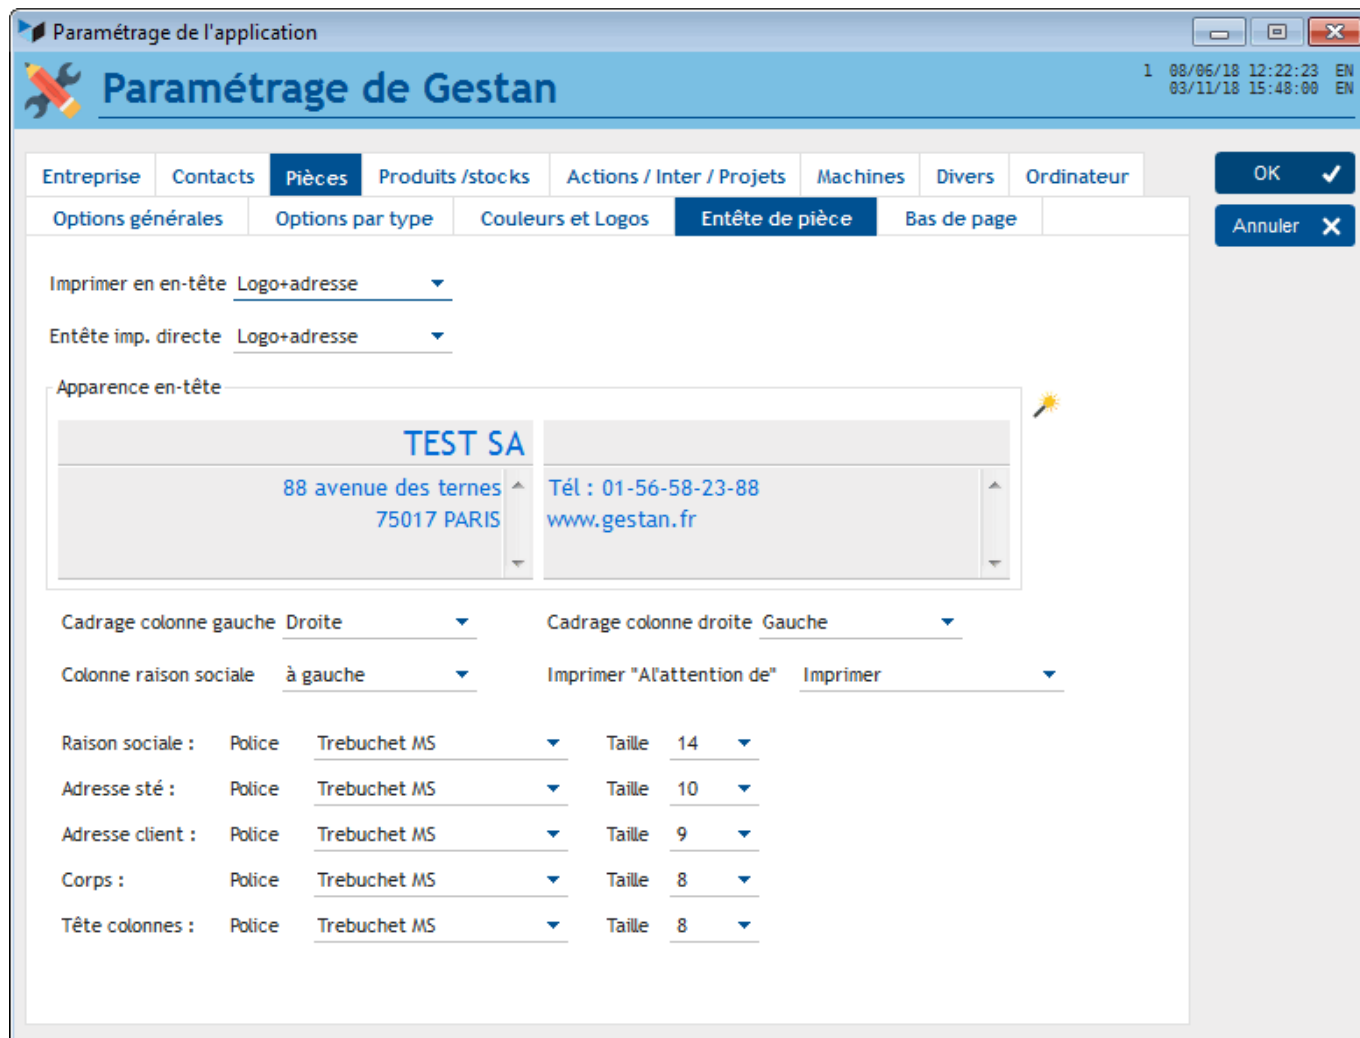 Paramétrage de l'application
Paramétrage de Gestan
1 08/06/18 12:22:23 EN
03/11/18 15:48:00 EN
Entreprise Contacts Pièces Produits /stocks Actions / Inter / Projets Machines Divers Ordinateur
OK
Options générales Options par type Couleurs et Logos Entête de pièce Bas de page
Annuler
Imprimer en en-tête Logo+adresse
Entête imp. directe Logo+adresse
Apparence en-tête
TEST SA
88 avenue des ternes Tél : 01-56-58-23-88
75017 PARIS www.gestan.fr
Cadrage colonne gauche Droite Cadrage colonne droite Gauche
Colonne raison sociale à gauche Imprimer "Al'attention de" Imprimer
Raison sociale : Police Trebuchet MS Taille 14
Adresse sté : Police Trebuchet MS Taille 10
Adresse client : Police Trebuchet MS Taille 9
Corps : Police Trebuchet MS Taille 8
Tête colonnes : Police Trebuchet MS Taille 8